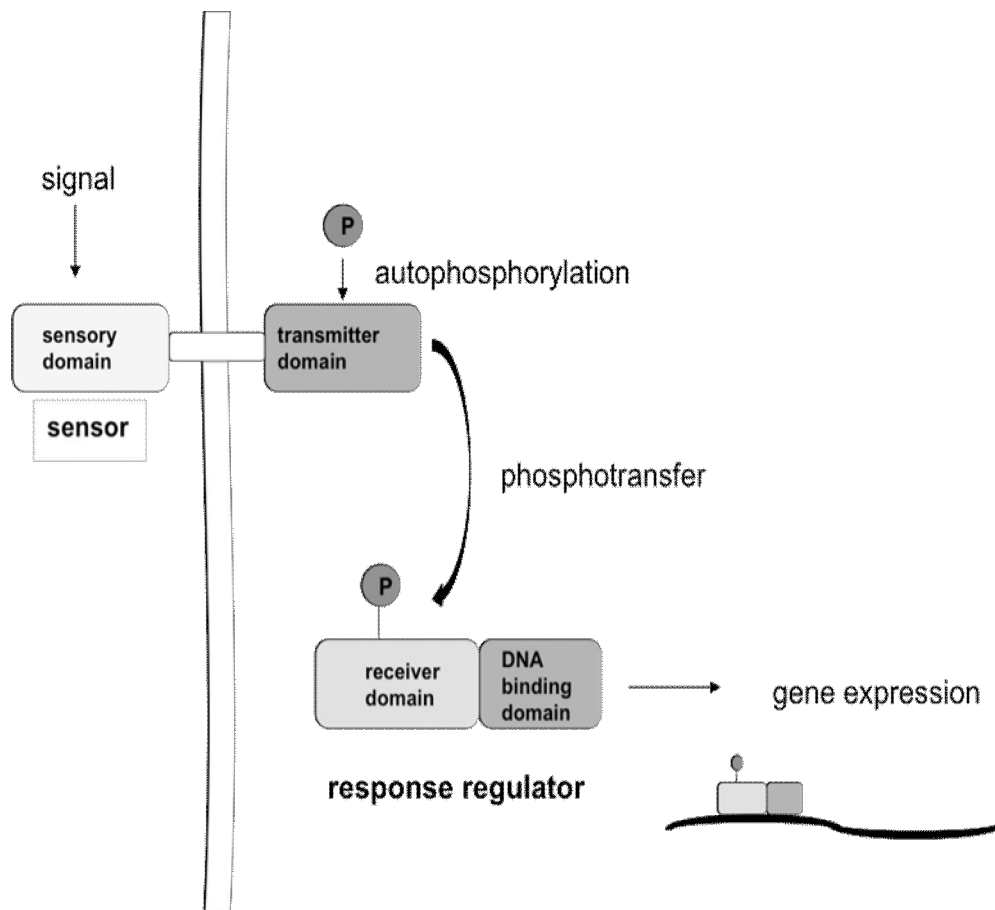 signal
P
autophosphorylation
sensory
domain
transmitter
domain
sensor
phosphotransfer
P
receiver
domain
DNA
binding
domain
gene expression
response regulator